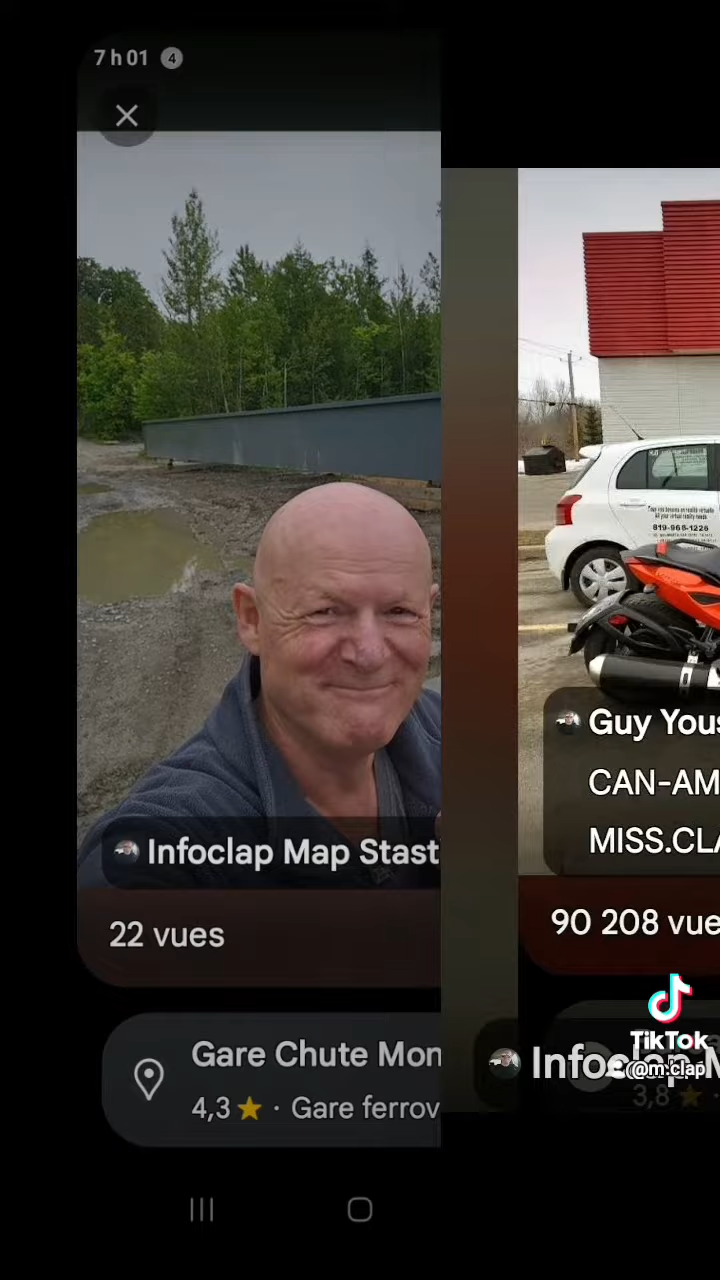 7 h 01 4
Infoclap Map Stast
22 vues
Gare Chute Mon
4,3 ★ · Gare ferrov
819-968-1226
Guy Yous
CAN-AM
MISS.CLA
90 208 vue
TikTok
@m.clap
3,8 ★